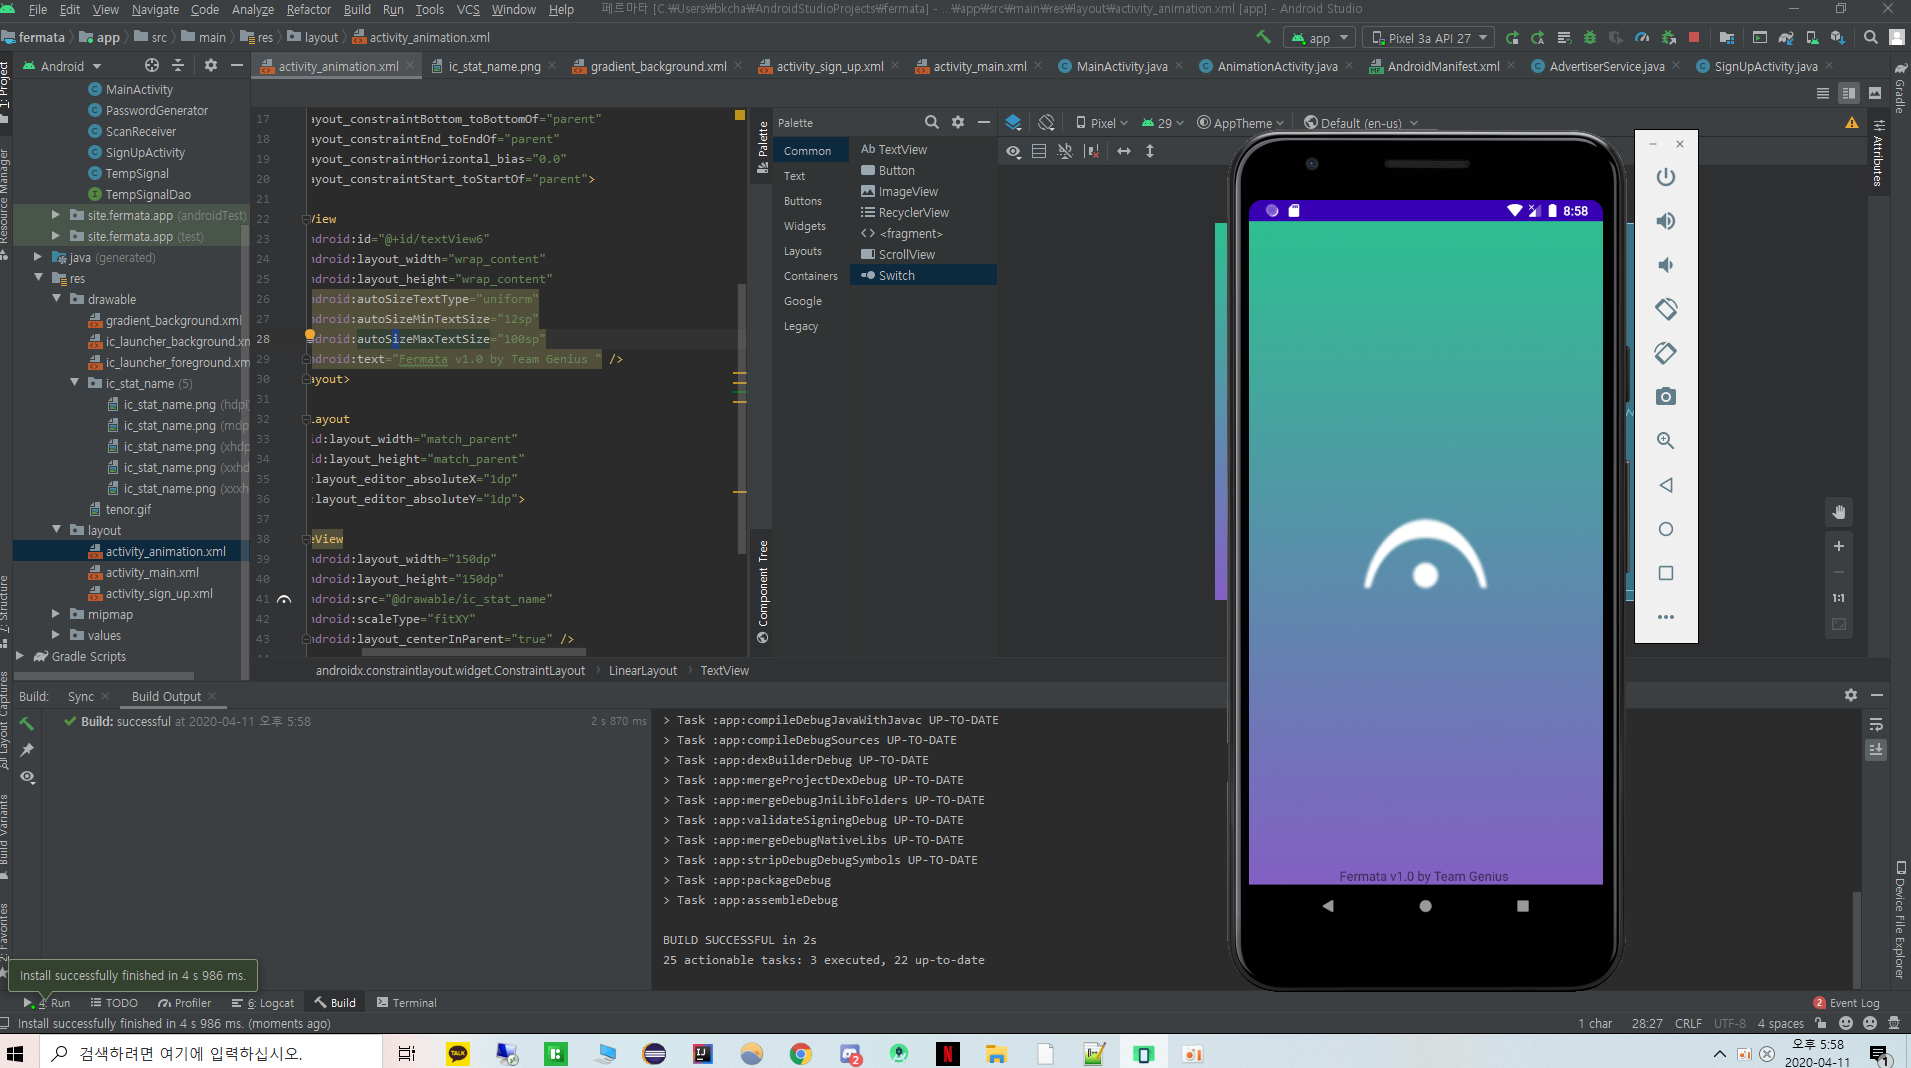 File Edit View Navigate Code Analyze Refactor Build Run Tools VCS Window Help 페르마타 [C:₩Users₩bkcha₩AndroidStudioProjects₩fermata] - ...₩app₩src₩main₩res₩layout₩activity_animation.xml [app] - Android Studio
fermata app src main res layout activity_animation.xml app Pixel 3a API 27
Android activity_animation.xml ic_stat_name.png gradient_background.xml activity_sign_up.xml activity_main.xml MainActivity.java AnimationActivity.java AndroidManifest.xml AdvertiserService.java SignUpActivity.java
1: Project
Resource Manager
Z: Structure
Layout Captures
Build Variants
2: Favorites
MainActivity
PasswordGenerator
ScanReceiver
SignUpActivity
TempSignal
TempSignalDao
site.fermata.app (androidTest)
site.fermata.app (test)
java (generated)
res
drawable
gradient_background.xml
ic_launcher_background.xm
ic_launcher_foreground.xm
ic_stat_name (5)
ic_stat_name.png (hdpi
ic_stat_name.png (mdp
ic_stat_name.png (xhdp
ic_stat_name.png (xxhd
ic_stat_name.png (xxxh
tenor.gif
layout
activity_animation.xml
activity_main.xml
activity_sign_up.xml
mipmap
values
Gradle Scripts
17 ayout_constraintBottom_toBottomOf="parent"
18 ayout_constraintEnd_toEndOf="parent"
19 ayout_constraintHorizontal_bias="0.0"
20 ayout_constraintStart_toStartOf="parent">
21
22 View
23 ndroid:id="@+id/textView6"
24 ndroid:layout_width="wrap_content"
25 ndroid:layout_height="wrap_content"
26 ndroid:autoSizeTextType="uniform"
27 ndroid:autoSizeMinTextSize="12sp"
28 ndroid:autoSizeMaxTextSize="100sp"
29 ndroid:text="Fermata v1.0 by Team Genius " />
30 ayout>
31
32 Layout
33 id:layout_width="match_parent"
34 id:layout_height="match_parent"
35 :layout_editor_absoluteX="1dp"
36 :layout_editor_absoluteY="1dp">
37
38 eView
39 ndroid:layout_width="150dp"
40 ndroid:layout_height="150dp"
41 ndroid:src="@drawable/ic_stat_name"
42 ndroid:scaleType="fitXY"
43 ndroid:layout_centerInParent="true" />
androidx.constraintlayout.widget.ConstraintLayout LinearLayout TextView
Palette
Component Tree
Palette
Common
Text
Buttons
Widgets
Layouts
Containers
Google
Legacy
Ab TextView
Button
ImageView
RecyclerView
<fragment>
ScrollView
Switch
Pixel 29 AppTheme Default (en-us)
8:58
Fermata v1.0 by Team Genius
1:1
Gradle
Attributes
Device File Explorer
Build: Sync Build Output
Build: successful at 2020-04-11 오후 5:58 2 s 870 ms
> Task :app:compileDebugJavaWithJavac UP-TO-DATE
> Task :app:compileDebugSources UP-TO-DATE
> Task :app:dexBuilderDebug UP-TO-DATE
> Task :app:mergeProjectDexDebug UP-TO-DATE
> Task :app:mergeDebugJniLibFolders UP-TO-DATE
> Task :app:validateSigningDebug UP-TO-DATE
> Task :app:mergeDebugNativeLibs UP-TO-DATE
> Task :app:stripDebugDebugSymbols UP-TO-DATE
> Task :app:packageDebug
> Task :app:assembleDebug
BUILD SUCCESSFUL in 2s
25 actionable tasks: 3 executed, 22 up-to-date
Install successfully finished in 4 s 986 ms.
4: Run TODO Profiler 6: Logcat Build Terminal 2 Event Log
Install successfully finished in 4 s 986 ms. (moments ago) 1 char 28:27 CRLF UTF-8 4 spaces
검색하려면 여기에 입력하십시오. TALK IJ 2 N 오후 5:58
2020-04-11 1